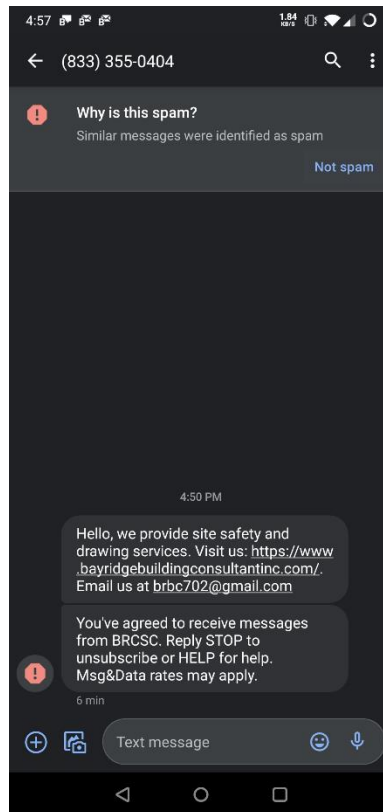 4:57
1.84
KB/S
(833) 355-0404
Why is this spam?
Similar messages were identified as spam
Not spam
4:50 PM
Hello, we provide site safety and
drawing services. Visit us: https://www
.bayridgebuildingconsultantinc.com/.
Email us at brbc702@gmail.com
You've agreed to receive messages
from BRCSC. Reply STOP to
unsubscribe or HELP for help.
Msg&Data rates may apply.
6 min
Text message